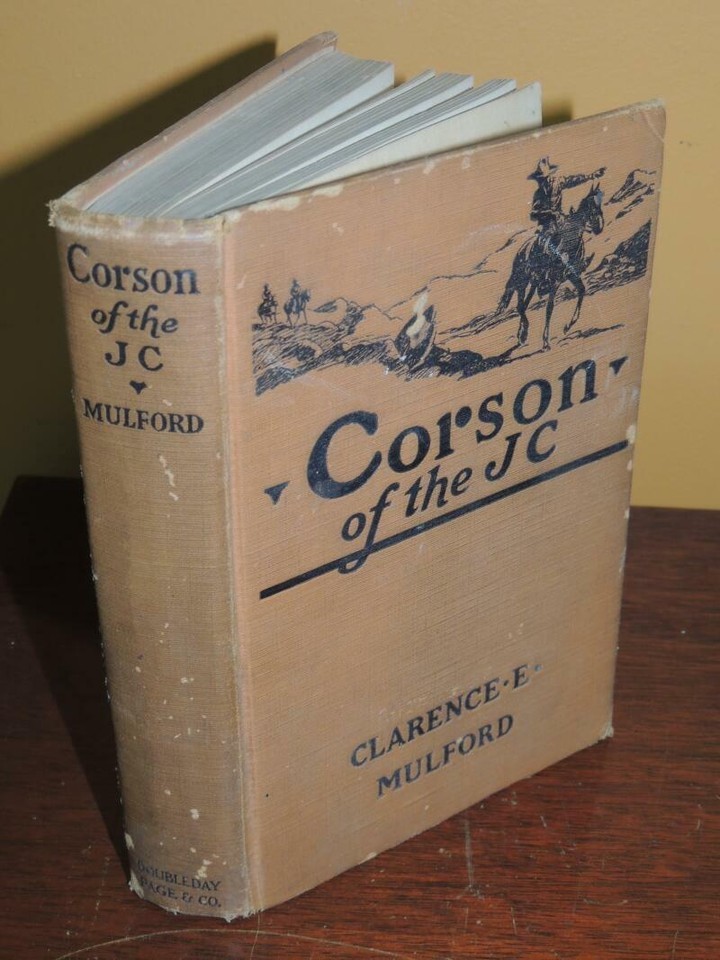 Corson
of the
JC
MULFORD
DOUBLEDAY
PAGE & CO.
Corson
of the JC
CLARENCE·E·
MULFORD